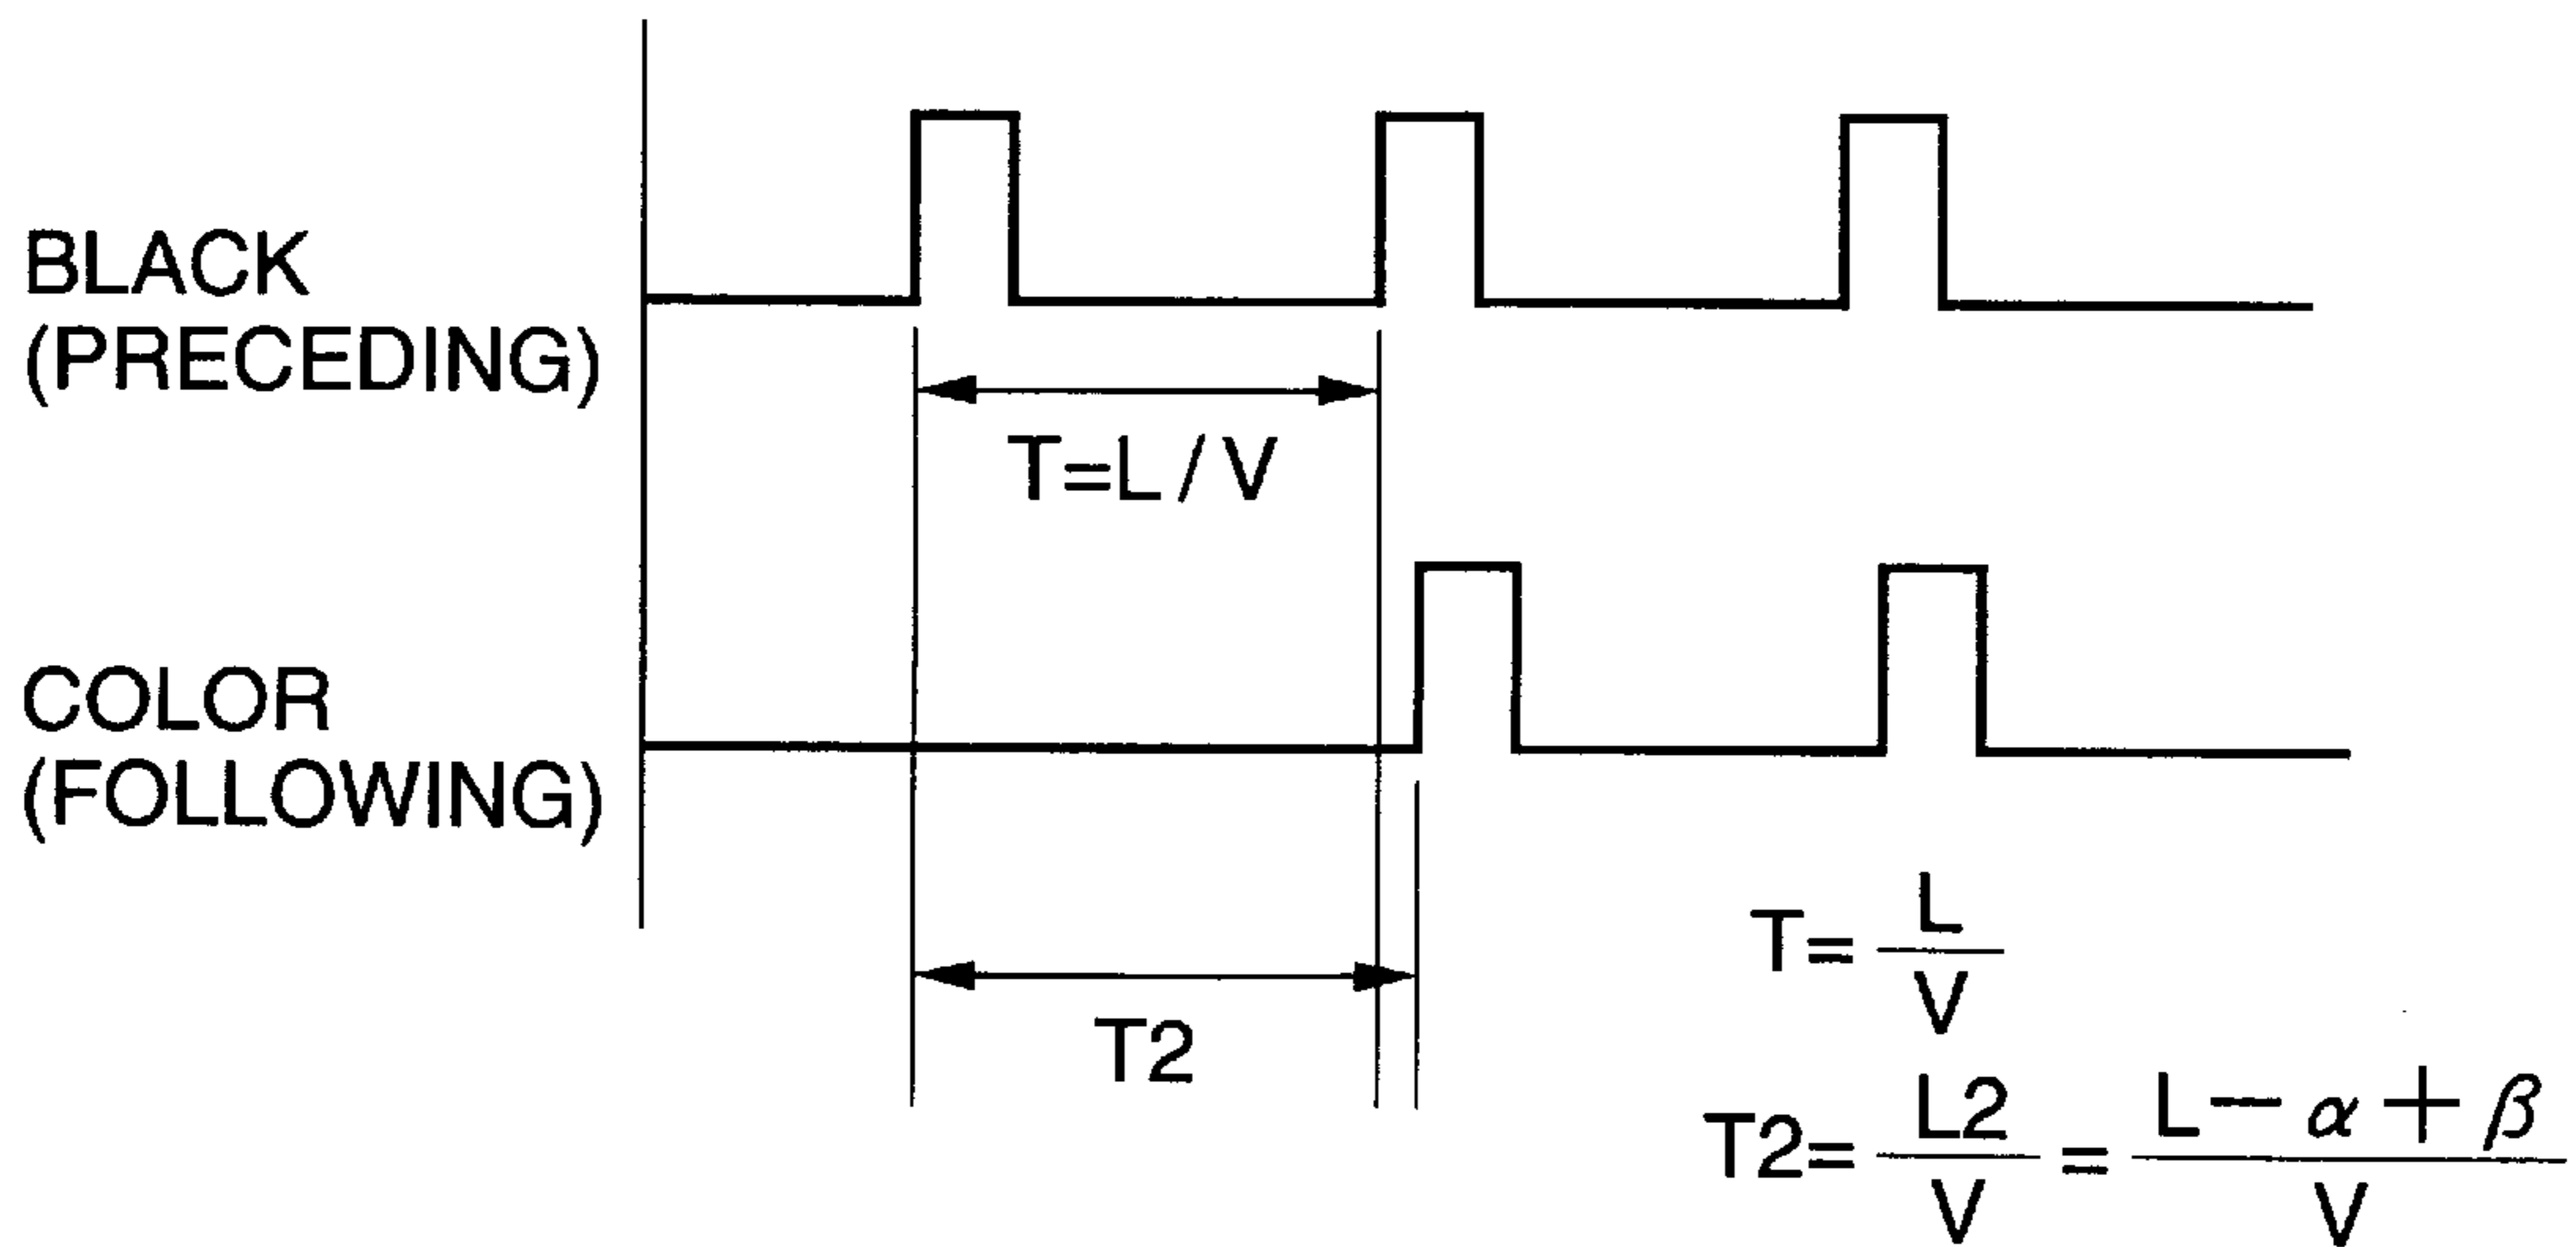 BLACK
(PRECEDING)
T=L/V
COLOR
(FOLLOWING)
T2
T= L/V
T2= L2/V = L-α+β/V